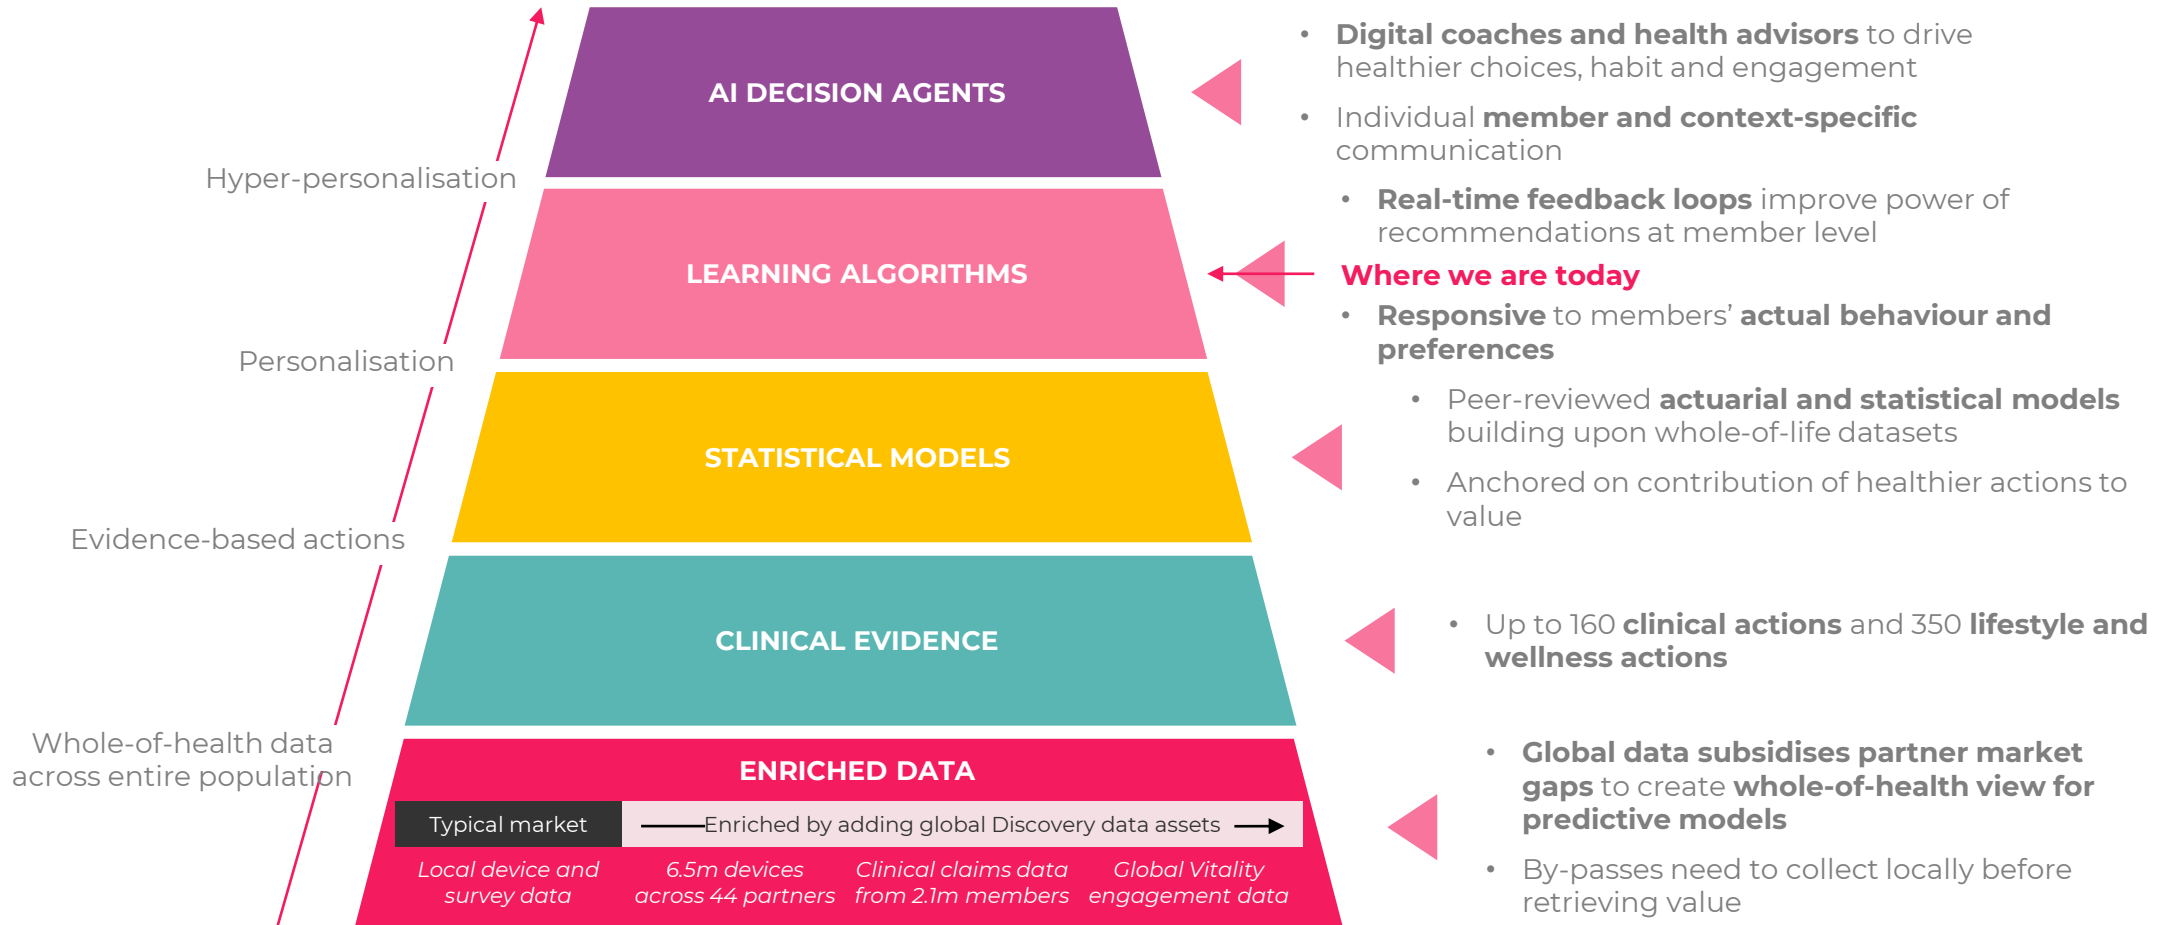 AI DECISION AGENTS
• Digital coaches and health advisors to drive
healthier choices, habit and engagement
• Individual member and context-specific
communication
Hyper-personalisation
LEARNING ALGORITHMS
• Real-time feedback loops improve power of
recommendations at member level
Where we are today
• Responsive to members’ actual behaviour and
preferences
Personalisation
STATISTICAL MODELS
• Peer-reviewed actuarial and statistical models
building upon whole-of-life datasets
• Anchored on contribution of healthier actions to
value
Evidence-based actions
CLINICAL EVIDENCE
• Up to 160 clinical actions and 350 lifestyle and
wellness actions
Whole-of-health data
across entire population
ENRICHED DATA
Typical market
Enriched by adding global Discovery data assets
Local device and
survey data
6.5m devices
across 44 partners
Clinical claims data
from 2.1m members
Global Vitality
engagement data
• Global data subsidises partner market
gaps to create whole-of-health view for
predictive models
• By-passes need to collect locally before
retrieving value